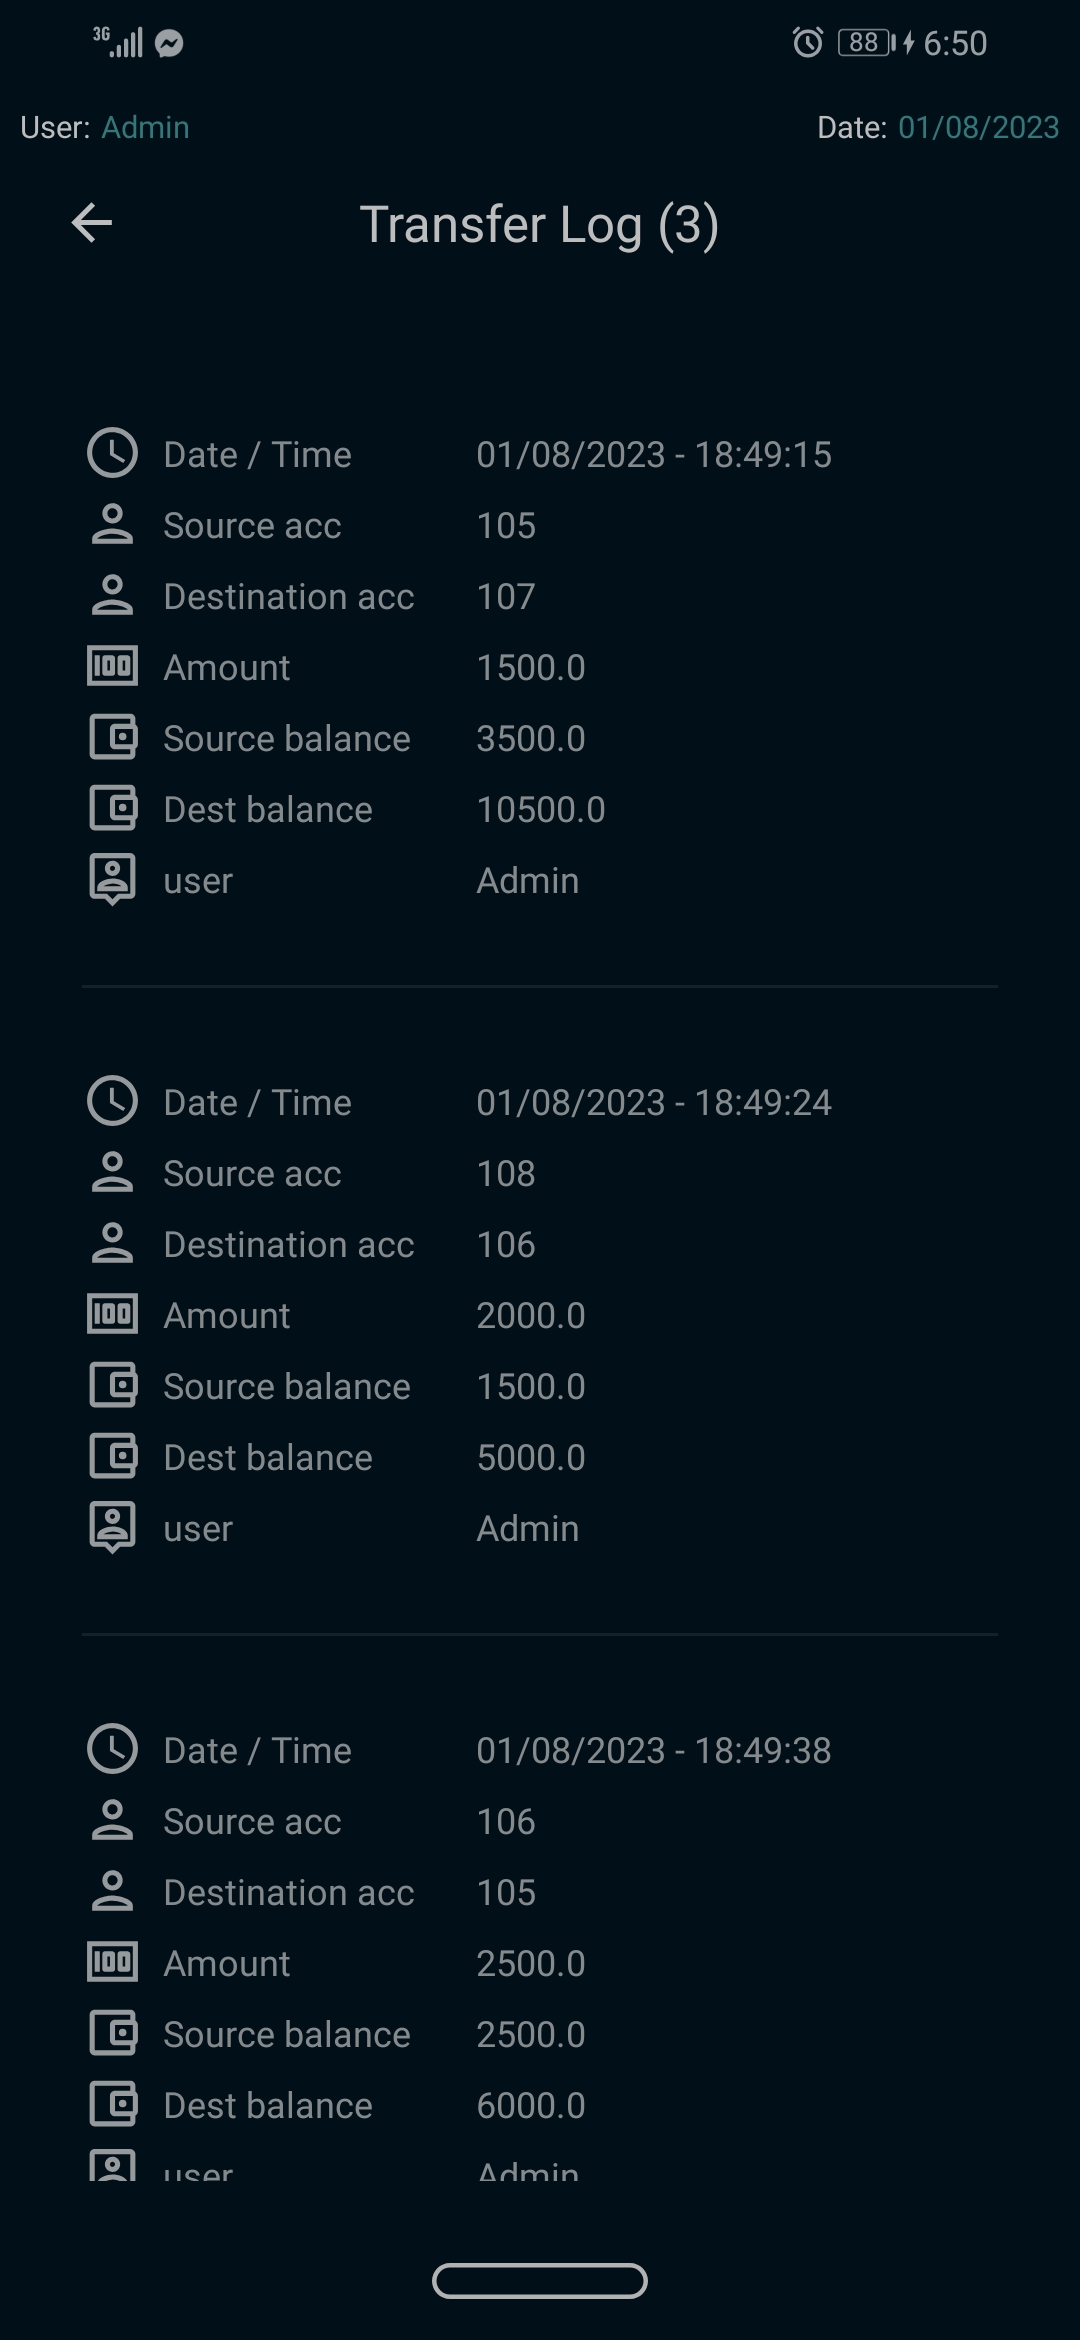 3G 88 6:50
User: Admin Date: 01/08/2023
Transfer Log (3)
Date / Time 01/08/2023 - 18:49:15
Source acc 105
Destination acc 107
100 Amount 1500.0
Source balance 3500.0
Dest balance 10500.0
user Admin
Date / Time 01/08/2023 - 18:49:24
Source acc 108
Destination acc 106
100 Amount 2000.0
Source balance 1500.0
Dest balance 5000.0
user Admin
Date / Time 01/08/2023 - 18:49:38
Source acc 106
Destination acc 105
100 Amount 2500.0
Source balance 2500.0
Dest balance 6000.0
user Admin